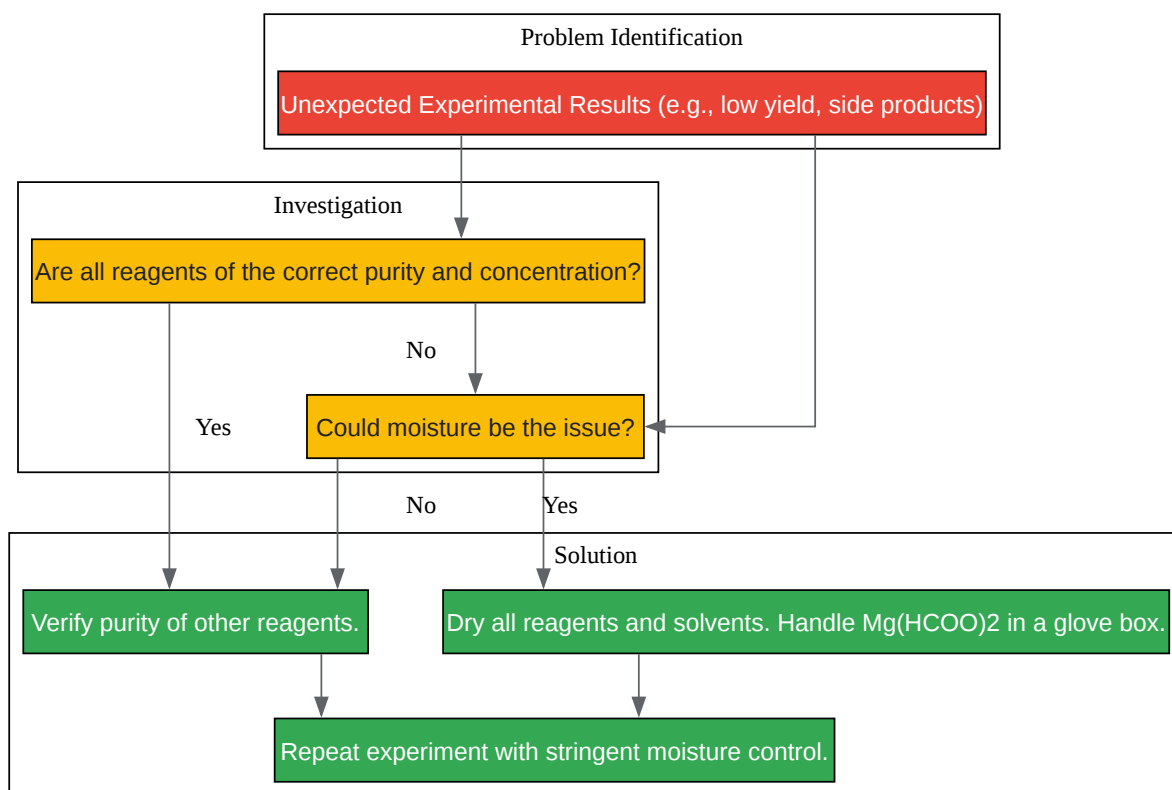 Problem Identification
Unexpected Experimental Results (e.g., low yield, side products)
Investigation
Are all reagents of the correct purity and concentration?
No
Could moisture be the issue?
Yes
No
Yes
Solution
Verify purity of other reagents.
Dry all reagents and solvents. Handle Mg(HCOO)2 in a glove box.
Repeat experiment with stringent moisture control.